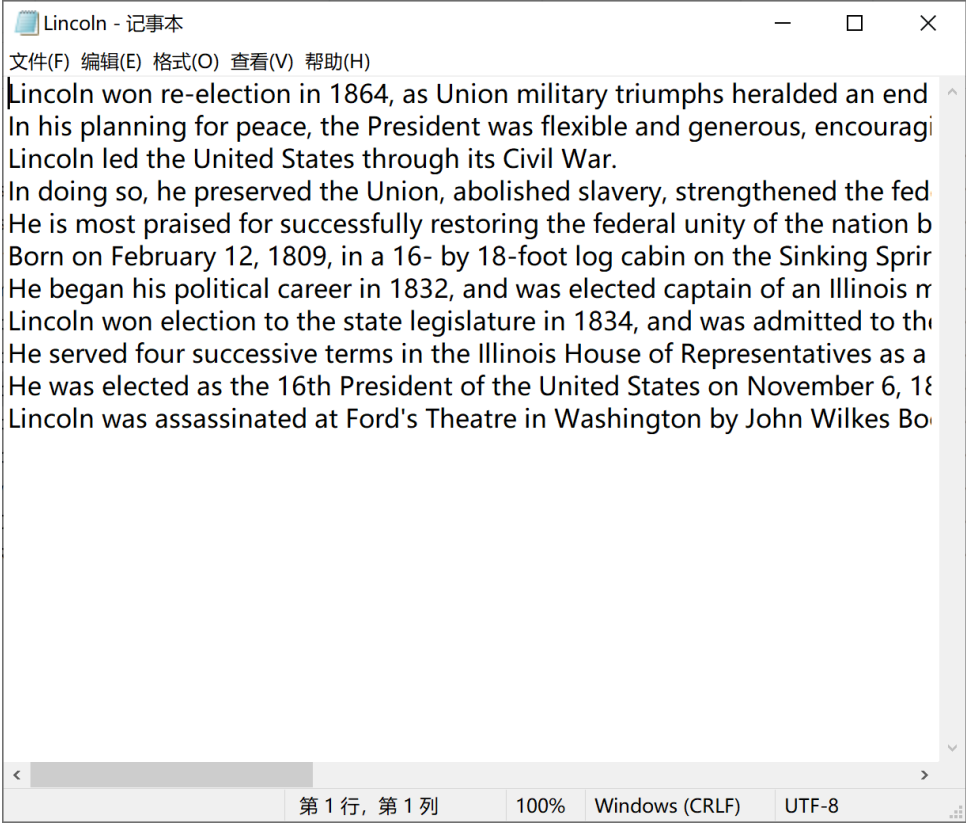 Lincoln - 记事本
文件(F) 编辑(E) 格式(O) 查看(V) 帮助(H)
Lincoln won re-election in 1864, as Union military triumphs heralded an end
In his planning for peace, the President was flexible and generous, encouragi
Lincoln led the United States through its Civil War.
In doing so, he preserved the Union, abolished slavery, strengthened the fed
He is most praised for successfully restoring the federal unity of the nation b
Born on February 12, 1809, in a 16- by 18-foot log cabin on the Sinking Sprin
He began his political career in 1832, and was elected captain of an Illinois m
Lincoln won election to the state legislature in 1834, and was admitted to the
He served four successive terms in the Illinois House of Representatives as a
He was elected as the 16th President of the United States on November 6, 18
Lincoln was assassinated at Ford's Theatre in Washington by John Wilkes Boo
第 1 行，第 1 列 100% Windows (CRLF) UTF-8